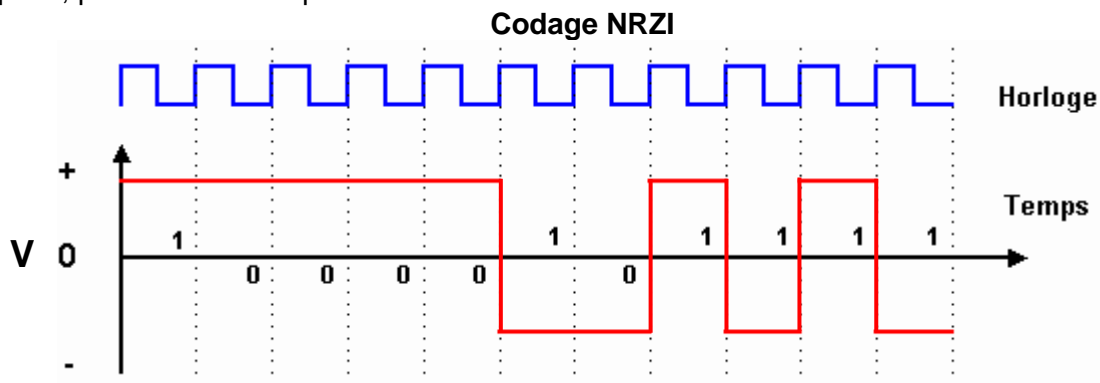 Codage NRZI
Horloge
+
Temps
1 1 1 1 1 1
V 0
0 0 0 0 0
-